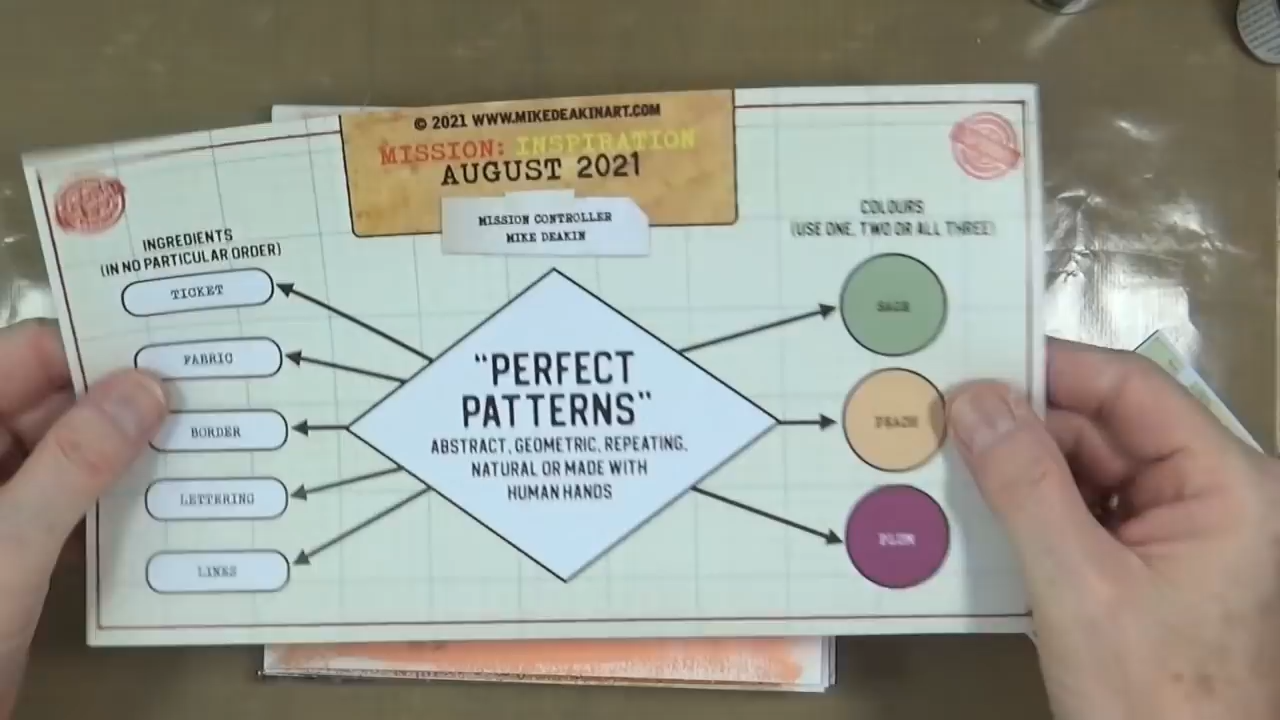 © 2021 WWW.MIKEDEAKINART.COM
MISSION: INSPIRATION
AUGUST 2021
MISSION CONTROLLER
MIKE DEAKIN
INGREDIENTS
(IN NO PARTICULAR ORDER)
TICKET
FABRIC
BORDER
LETTERING
LINES
"PERFECT
PATTERNS"
ABSTRACT, GEOMETRIC, REPEATING,
NATURAL OR MADE WITH
HUMAN HANDS
COLOURS
(USE ONE, TWO OR ALL THREE)
SAGE
PEACH
PLUM